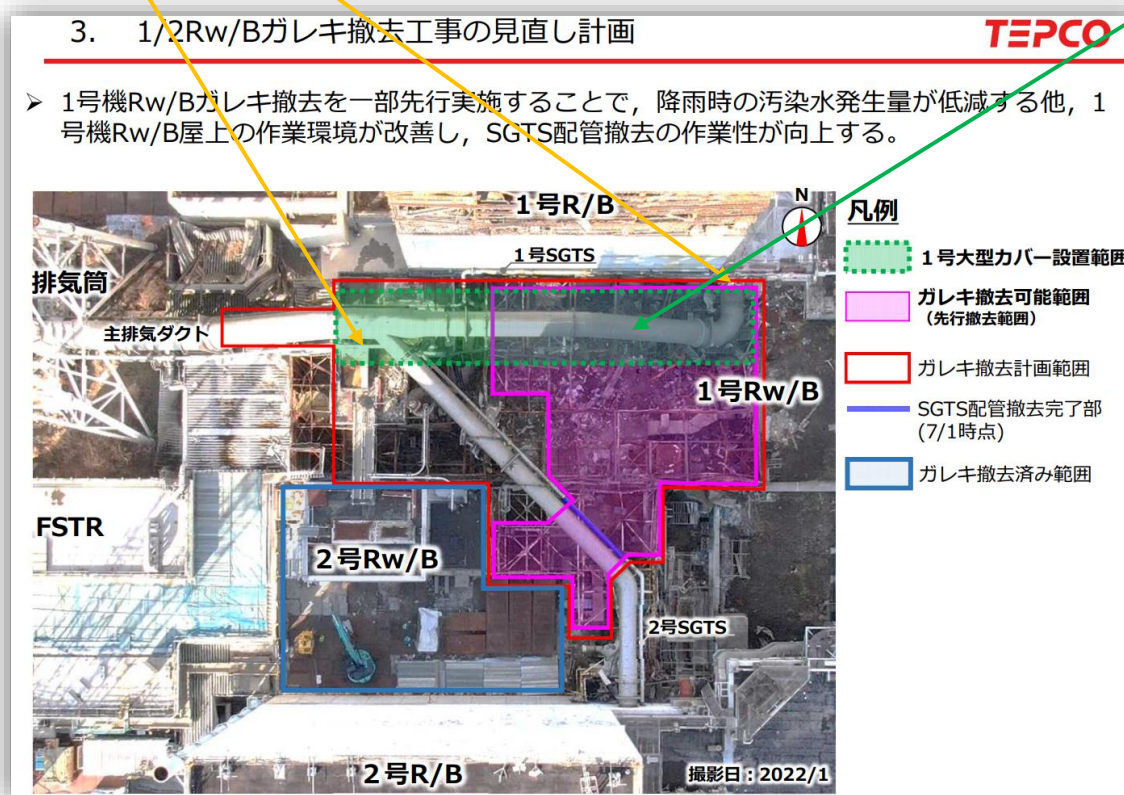 3. 1/2Rw/Bガレキ撤去工事の見直し計画
TEPCO
➢ 1号機Rw/Bガレキ撤去を一部先行実施することで，降雨時の汚染水発生量が低減する他，1
号機Rw/B屋上の作業環境が改善し，SGTS配管撤去の作業性が向上する。
1号R/B
N
1号SGTS
排気筒
主排気ダクト
1号Rw/B
FSTR
2号Rw/B
2号SGTS
2号R/B
撮影日：2022/1
凡例
1号大型カバー設置範囲
ガレキ撤去可能範囲
（先行撤去範囲）
ガレキ撤去計画範囲
SGTS配管撤去完了部
(7/1時点)
ガレキ撤去済み範囲